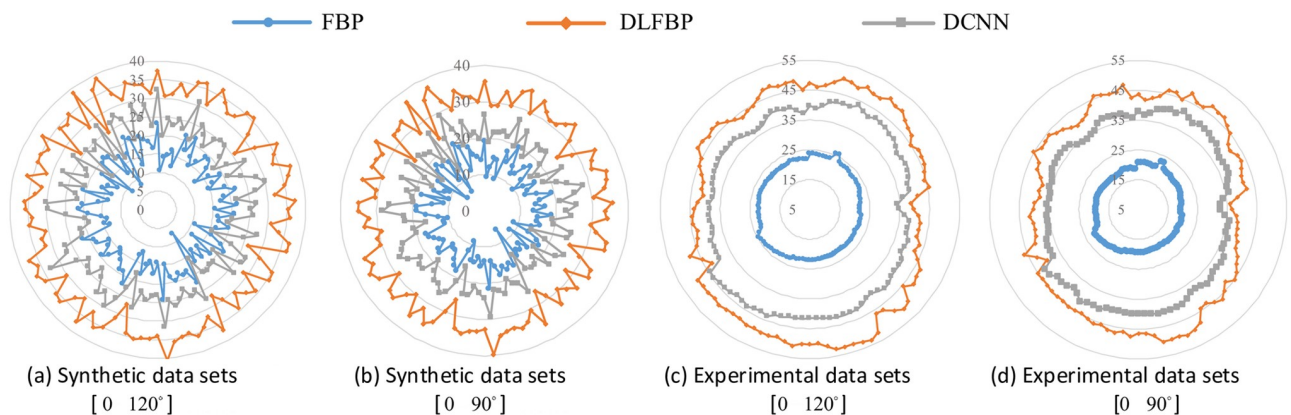 FBP DLFBP DCNN
40
35
30
25
20
15
10
5
0
40
30
20
10
0
55
45
35
25
15
5
55
45
35
25
15
5
(a) Synthetic data sets
[ 0 120° ]
(b) Synthetic data sets
[ 0 90° ]
(c) Experimental data sets
[ 0 120° ]
(d) Experimental data sets
[ 0 90° ]